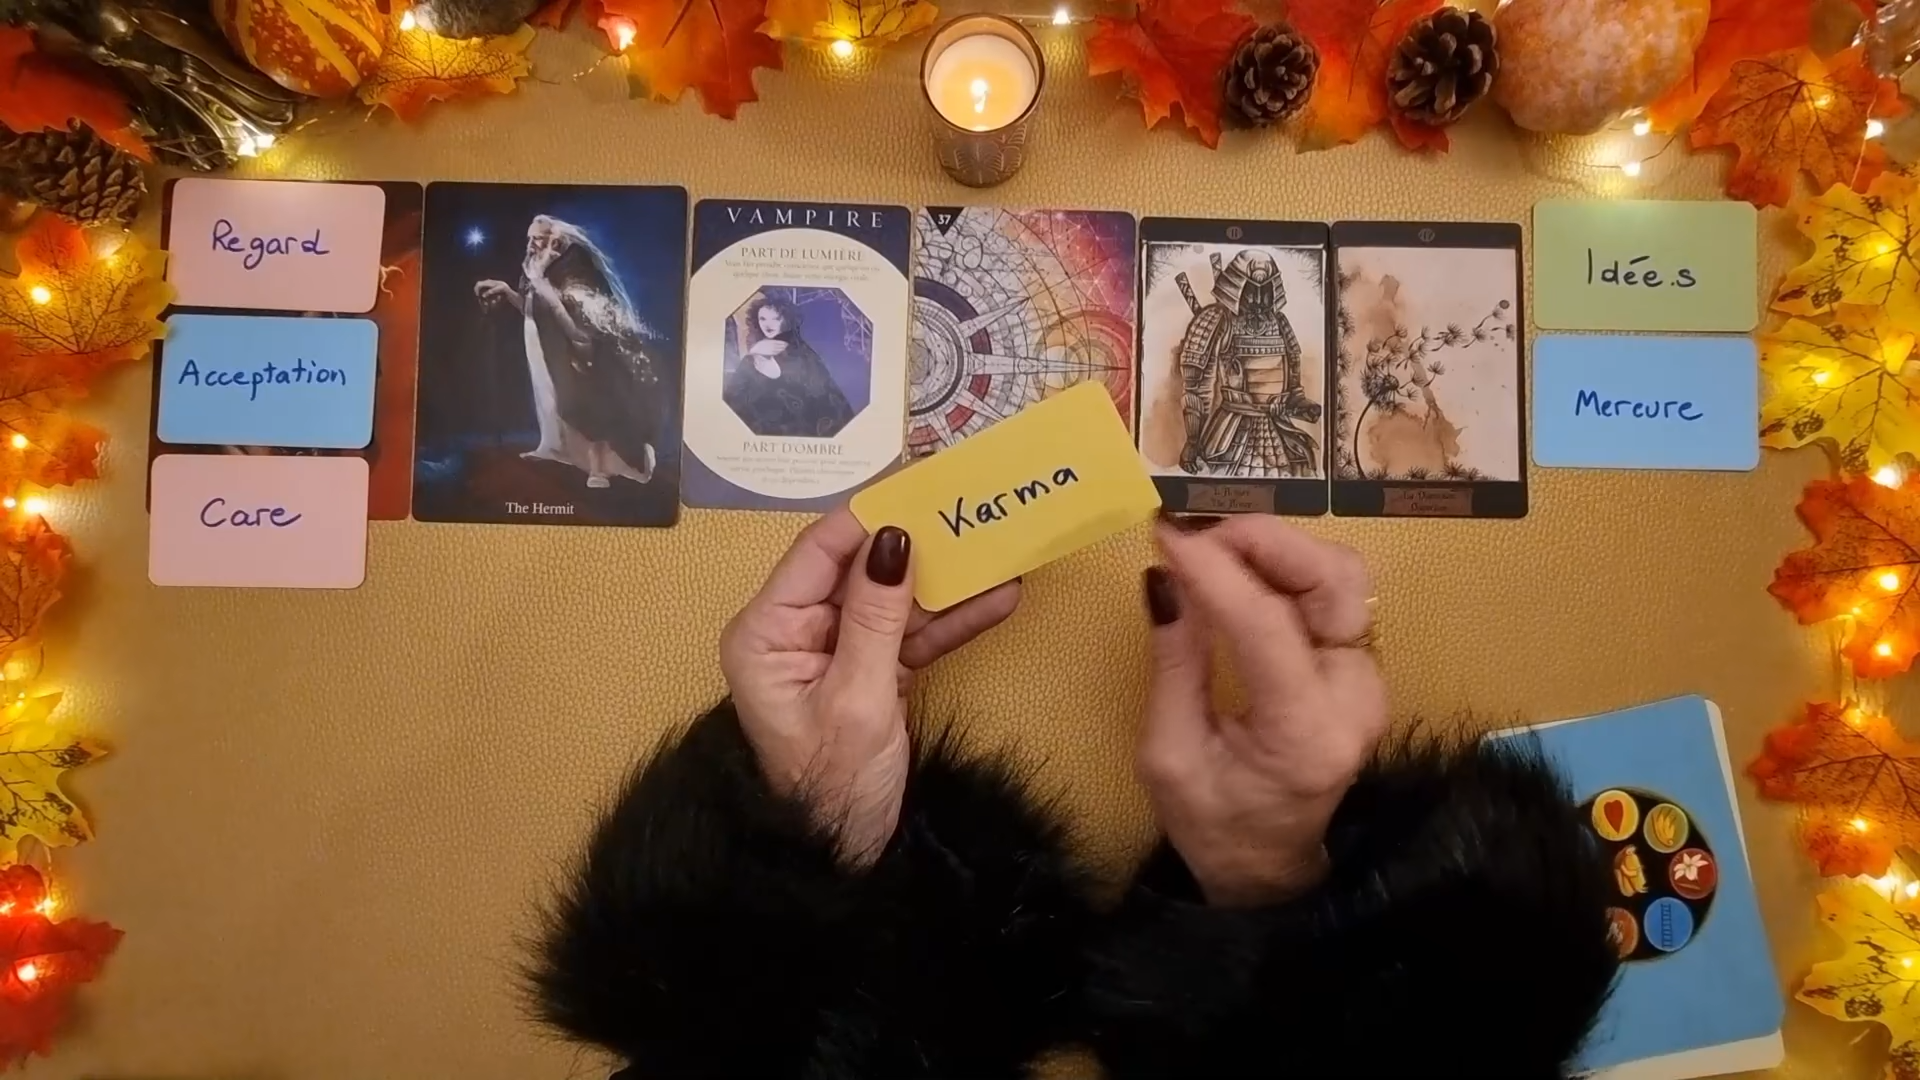 Regard
Acceptation
Care
The Hermit
VAMPIRE
PART DE LUMIÈRE
PART D'OMBRE
37
Karma
Idée.s
Mercure